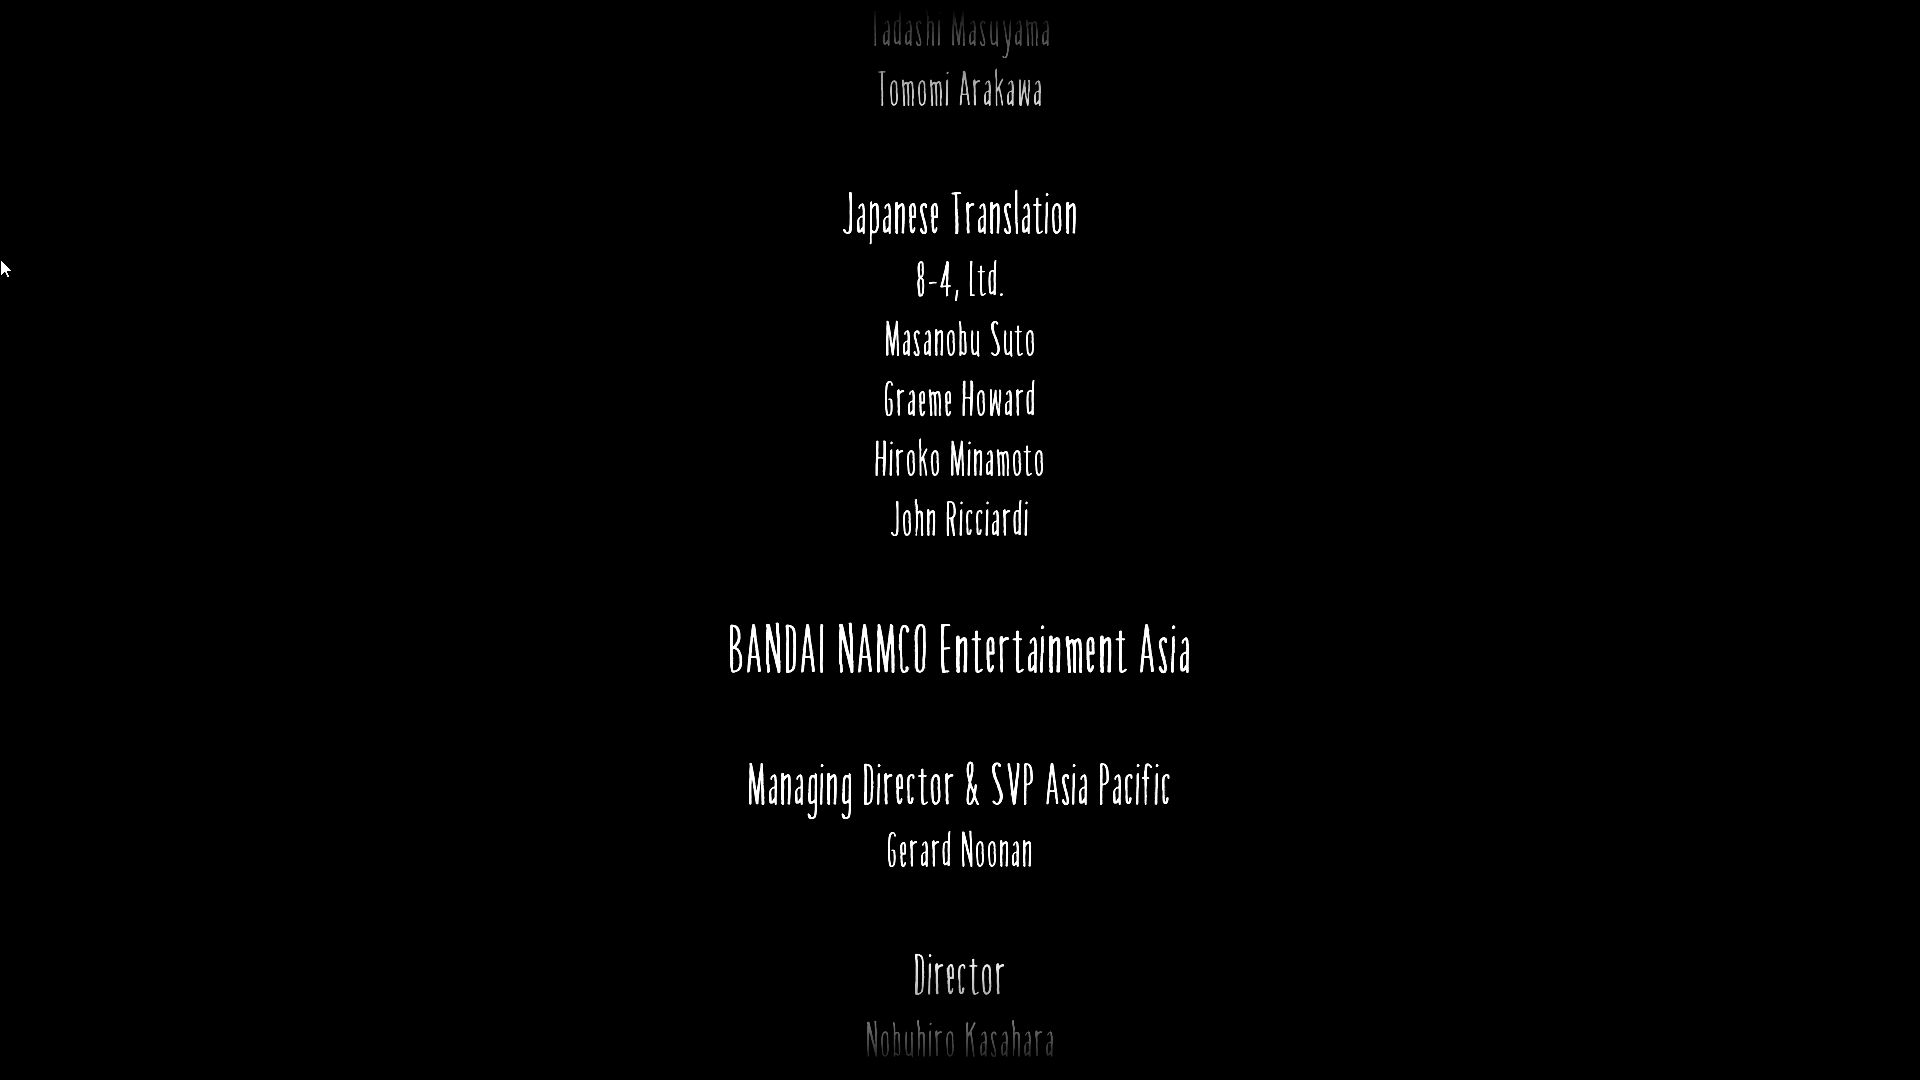 Tadashi Masuyama
Tomomi Arakawa
Japanese Translation
8-4, Ltd.
Masanobu Suto
Graeme Howard
Hiroko Minamoto
John Ricciardi
BANDAI NAMCO Entertainment Asia
Managing Director & SVP Asia Pacific
Gerard Noonan
Director
Nobuhiro Kasahara